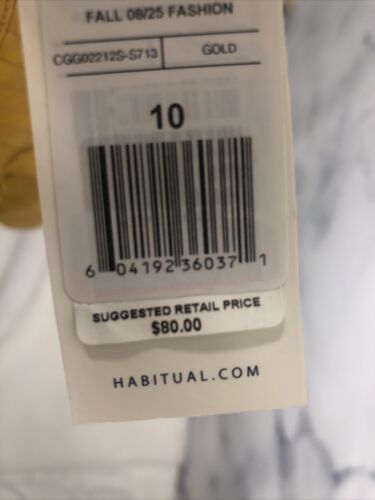 FALL 08/25 FASHION
CGG02212S-S713 GOLD
10
6 04192 36037 1
SUGGESTED RETAIL PRICE
$80.00
HABITUAL.COM